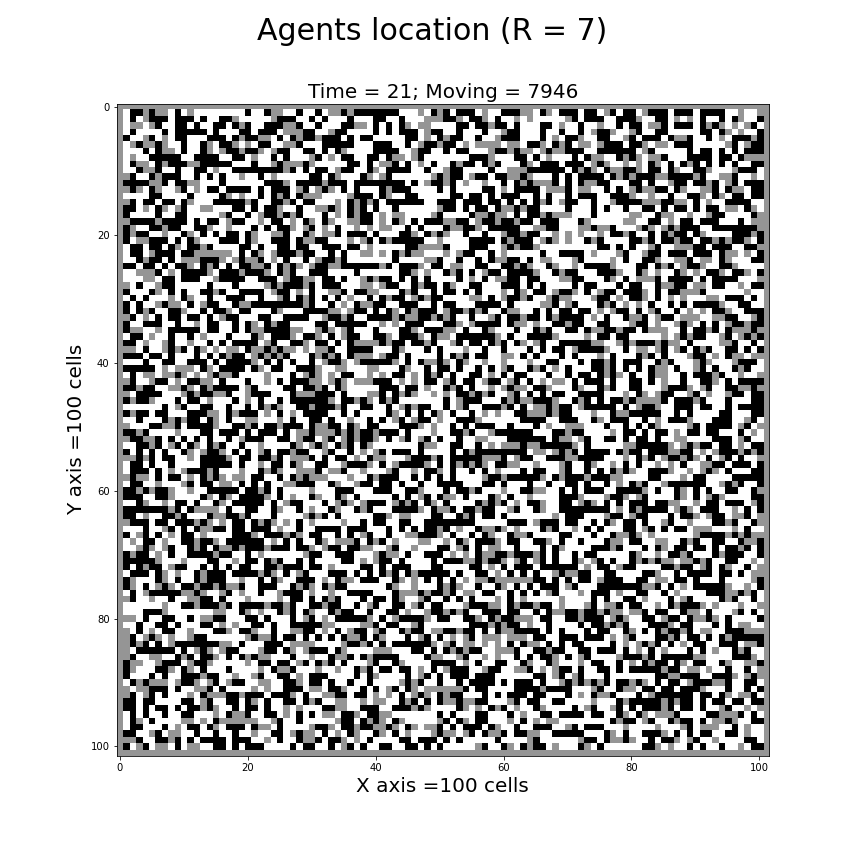 Agents location (R = 7)
Time = 21; Moving = 7946
0
20
40
60
80
100
Y axis =100 cells
0 20 40 60 80 100
X axis =100 cells